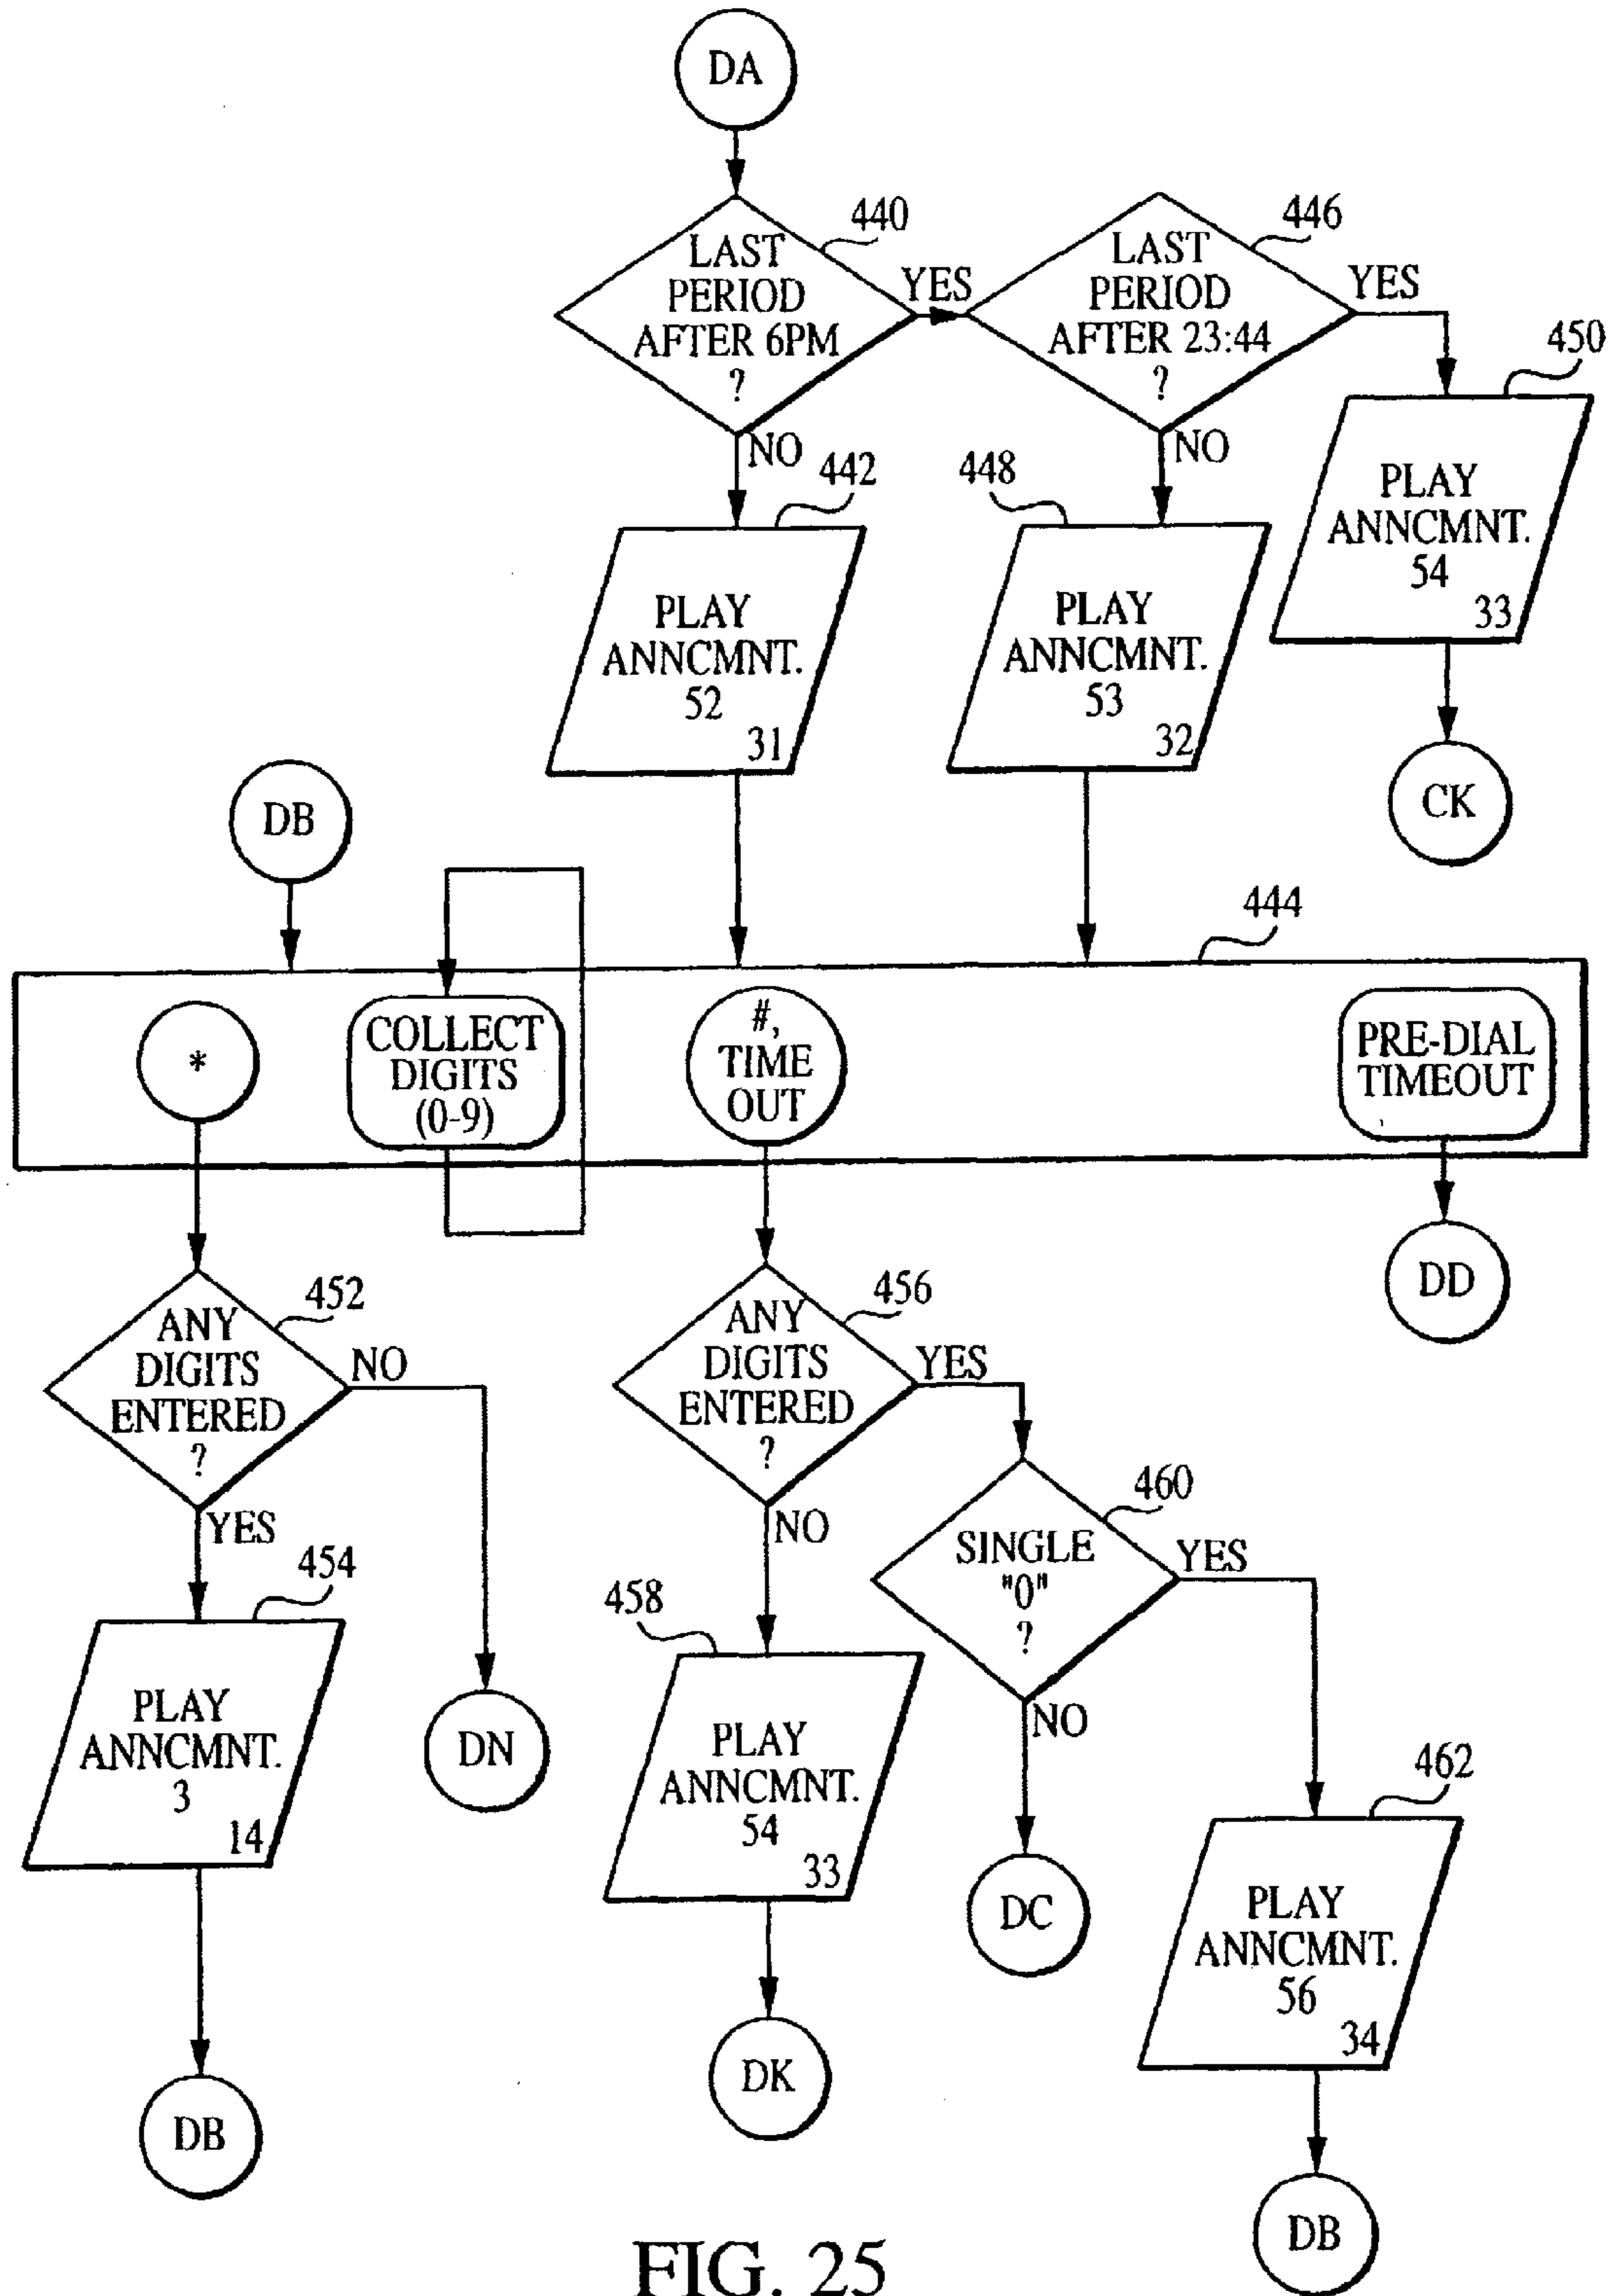 DA
440
LAST
PERIOD
AFTER 6PM
?
YES
NO
446
LAST
PERIOD
AFTER 23:44
?
YES
NO
450
PLAY
ANNCMNT.
54
33
CK
442
PLAY
ANNCMNT.
52
31
448
PLAY
ANNCMNT.
53
32
DB
444
*
COLLECT
DIGITS
(0-9)
#,
TIME
OUT
PRE-DIAL
TIMEOUT
DD
452
ANY
DIGITS
ENTERED
?
NO
YES
456
ANY
DIGITS
ENTERED
?
YES
NO
460
SINGLE
"0"
?
YES
NO
454
PLAY
ANNCMNT.
3
14
DN
458
PLAY
ANNCMNT.
54
33
DC
462
PLAY
ANNCMNT.
56
34
DB
DK
DB
FIG. 25